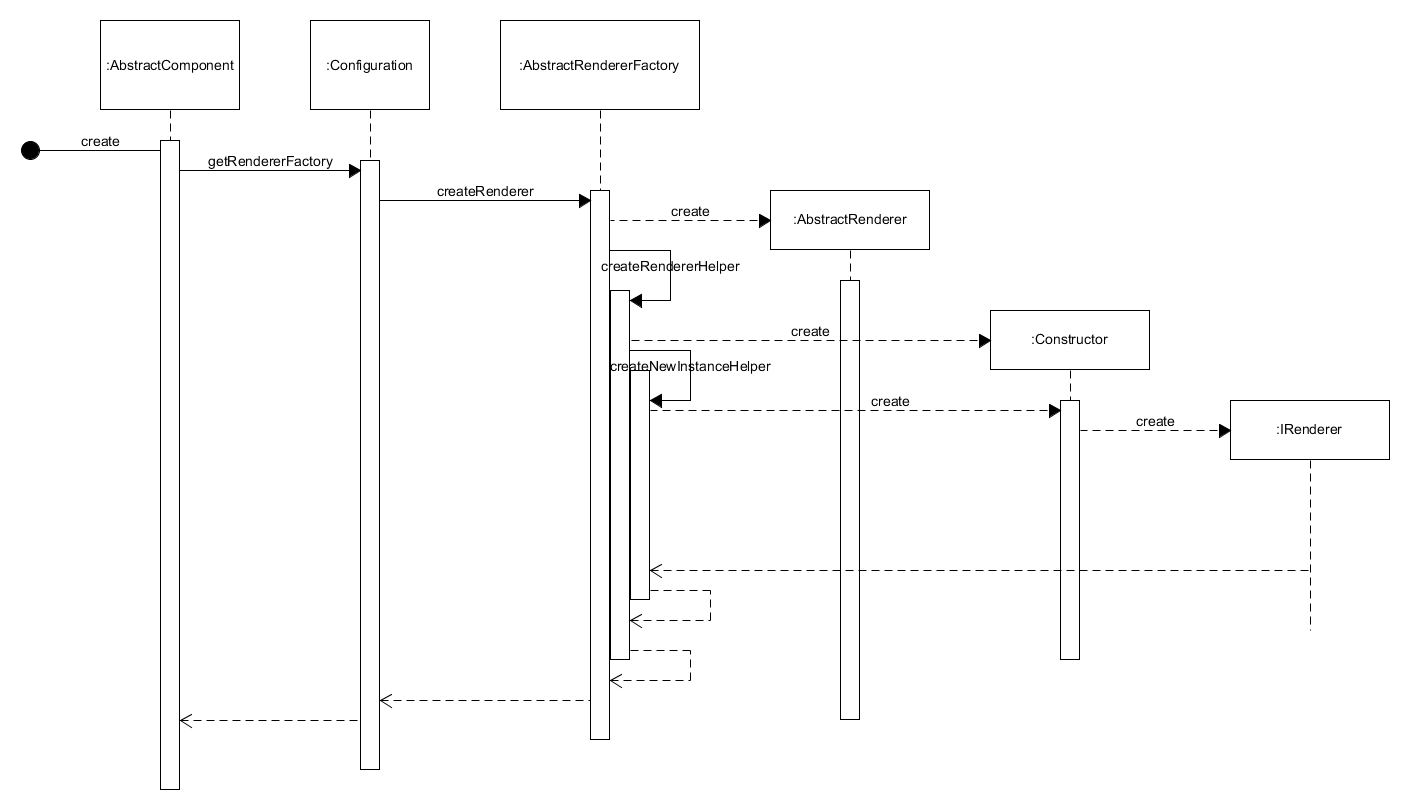 :AbstractComponent
:Configuration
:AbstractRendererFactory
create
getRendererFactory
createRenderer
create
:AbstractRenderer
createRendererHelper
create
:Constructor
createNewInstanceHelper
create
create
:IRenderer